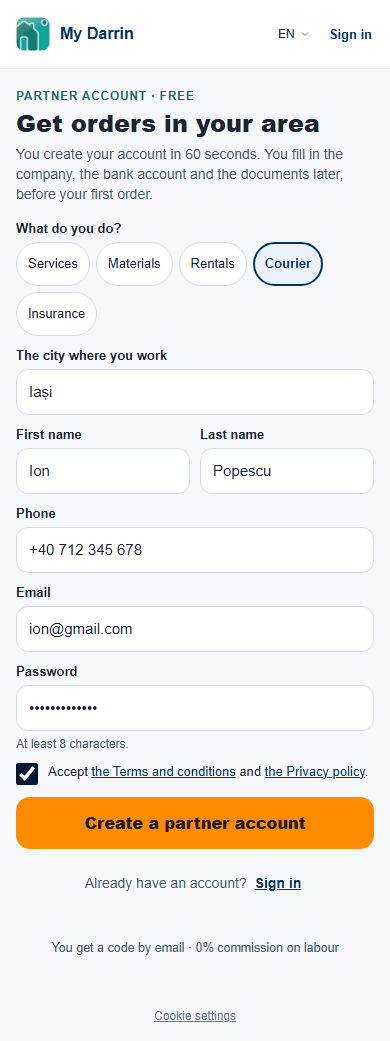 My Darrin
EN
Sign in
PARTNER ACCOUNT · FREE
Get orders in your area
You create your account in 60 seconds. You fill in the
company, the bank account and the documents later,
before your first order.
What do you do?
Services
Materials
Rentals
Courier
Insurance
The city where you work
Iași
First name
Last name
Ion
Popescu
Phone
+40 712 345 678
Email
ion@gmail.com
Password
•••••••••••••
At least 8 characters.
Accept the Terms and conditions and the Privacy policy.
Create a partner account
Already have an account? Sign in
You get a code by email · 0% commission on labour
Cookie settings